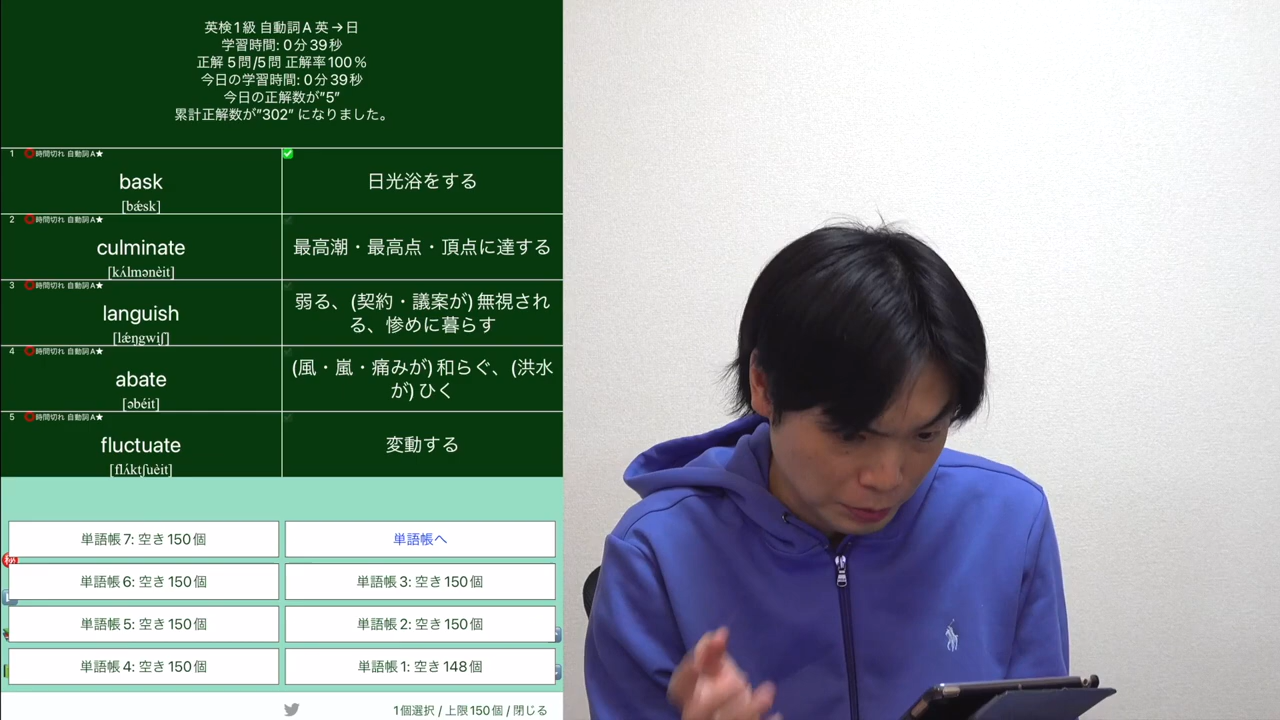 英検1級 自動詞A 英→日
学習時間: 0分39秒
正解 5問/5問 正解率100%
今日の学習時間: 0分39秒
今日の正解数が"5"
累計正解数が"302" になりました。
1 時間切れ 自動詞A★
bask
[bǽsk]
日光浴をする
2 時間切れ 自動詞A★
culminate
[kʌ́lmənèit]
最高潮・最高点・頂点に達する
3 時間切れ 自動詞A★
languish
[lǽŋgwiʃ]
弱る、(契約・議案が) 無視され
る、惨めに暮らす
4 時間切れ 自動詞A★
abate
[əbéit]
(風・嵐・痛みが) 和らぐ、(洪水
が) ひく
5 時間切れ 自動詞A★
fluctuate
[flʌ́ktʃuèit]
変動する
単語帳7: 空き150個
単語帳へ
単語帳6: 空き150個
単語帳3: 空き150個
単語帳5: 空き150個
単語帳2: 空き150個
単語帳4: 空き150個
単語帳1: 空き148個
1個選択 / 上限150個 / 閉じる